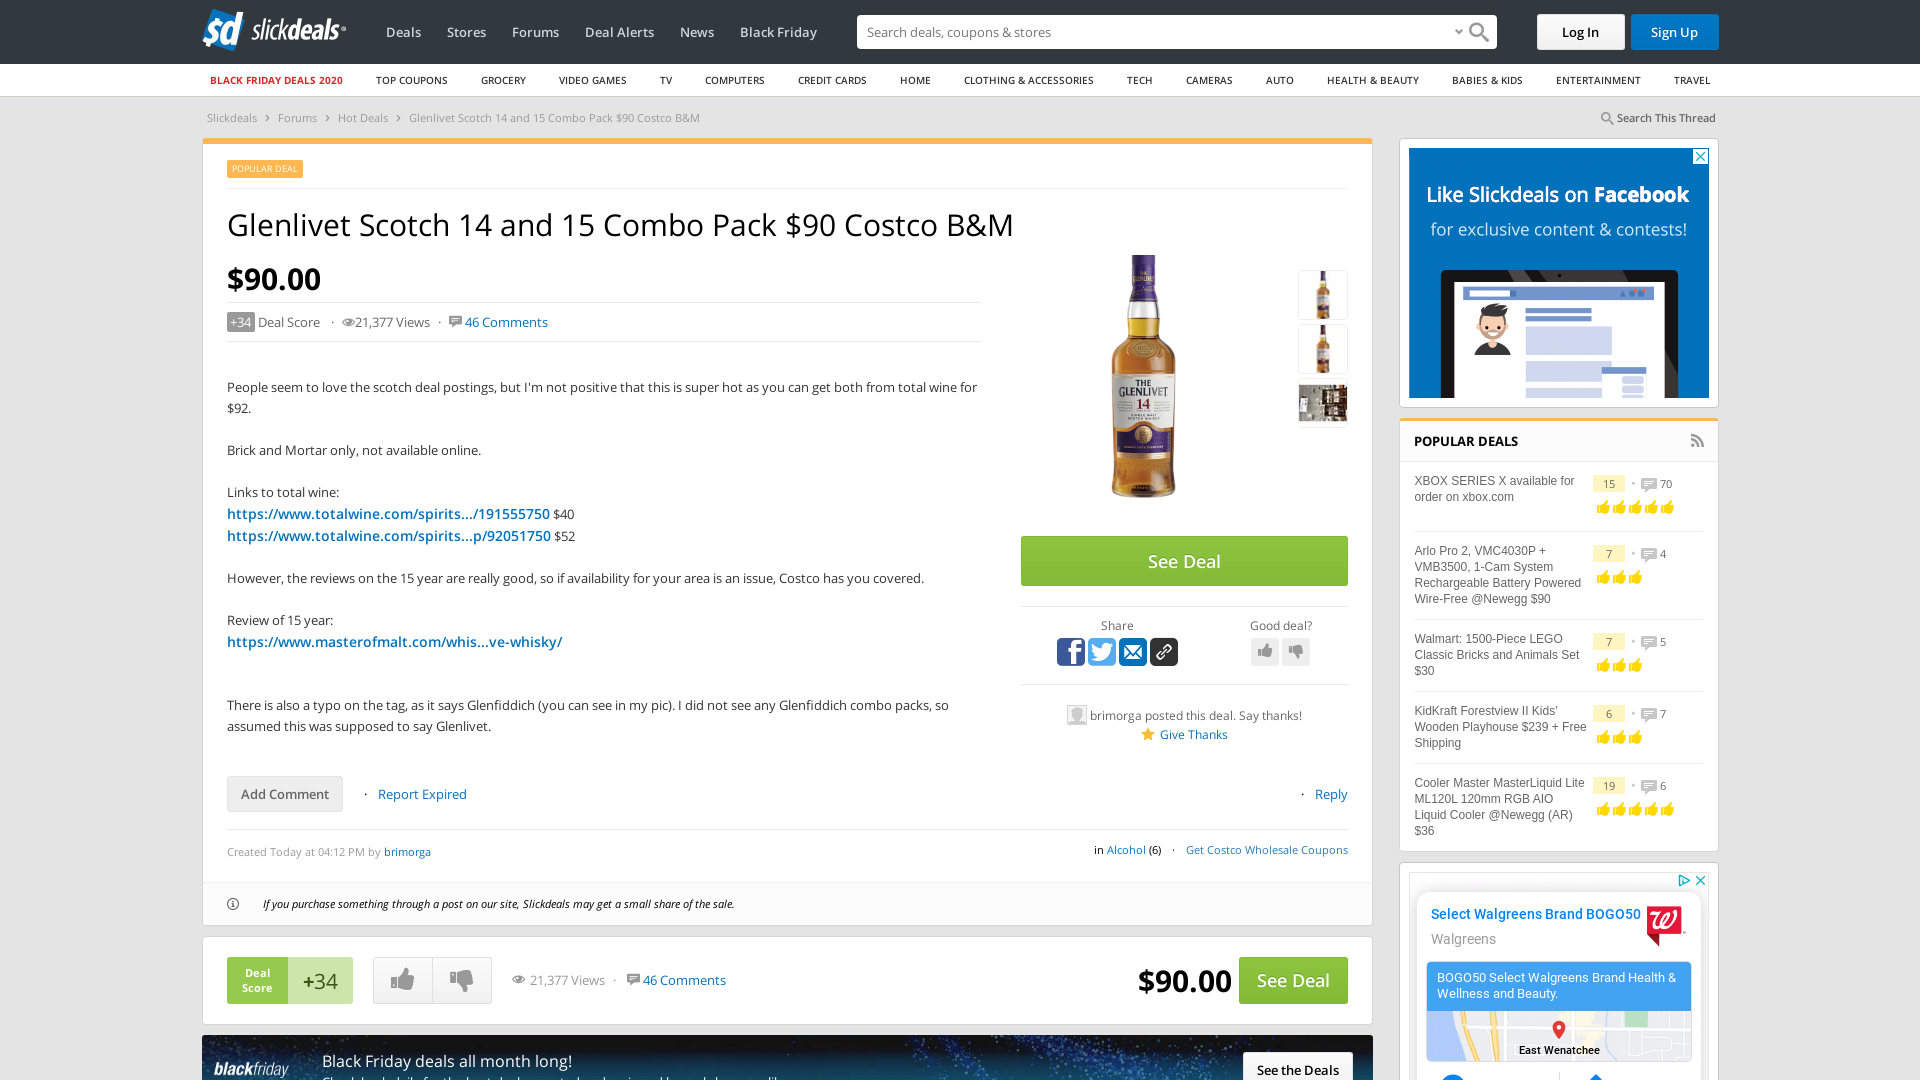 slickdeals
Deals
Stores
Forums
Deal Alerts
News
Black Friday
Search deals, coupons & stores
Log In
Sign Up
BLACK FRIDAY DEALS 2020
TOP COUPONS
GROCERY
VIDEO GAMES
TV
COMPUTERS
CREDIT CARDS
HOME
CLOTHING & ACCESSORIES
TECH
CAMERAS
AUTO
HEALTH & BEAUTY
BABIES & KIDS
ENTERTAINMENT
TRAVEL
Slickdeals > Forums > Hot Deals > Glenlivet Scotch 14 and 15 Combo Pack $90 Costco B&M
Search This Thread
POPULAR DEAL
Glenlivet Scotch 14 and 15 Combo Pack $90 Costco B&M
$90.00
+34 Deal Score · 21,377 Views · 46 Comments
People seem to love the scotch deal postings, but I'm not positive that this is super hot as you can get both from total wine for
$92.
Brick and Mortar only, not available online.
Links to total wine:
https://www.totalwine.com/spirits.../191555750 $40
https://www.totalwine.com/spirits...p/92051750 $52
However, the reviews on the 15 year are really good, so if availability for your area is an issue, Costco has you covered.
Review of 15 year:
https://www.masterofmalt.com/whis...ve-whisky/
There is also a typo on the tag, as it says Glenfiddich (you can see in my pic). I did not see any Glenfiddich combo packs, so
assumed this was supposed to say Glenlivet.
THE
GLENLIVET
14
See Deal
Share
Good deal?
brimorga posted this deal. Say thanks!
Give Thanks
Add Comment · Report Expired
· Reply
Created Today at 04:12 PM by brimorga
in Alcohol (6) · Get Costco Wholesale Coupons
If you purchase something through a post on our site, Slickdeals may get a small share of the sale.
Deal
Score
+34
21,377 Views · 46 Comments
$90.00
See Deal
blackfriday
Black Friday deals all month long!
See the Deals
Like Slickdeals on Facebook
for exclusive content & contests!
POPULAR DEALS
XBOX SERIES X available for
order on xbox.com
15 · 70
Arlo Pro 2, VMC4030P +
VMB3500, 1-Cam System
Rechargeable Battery Powered
Wire-Free @Newegg $90
7 · 4
Walmart: 1500-Piece LEGO
Classic Bricks and Animals Set
$30
7 · 5
KidKraft Forestview II Kids'
Wooden Playhouse $239 + Free
Shipping
6 · 7
Cooler Master MasterLiquid Lite
ML120L 120mm RGB AIO
Liquid Cooler @Newegg (AR)
$36
19 · 6
Select Walgreens Brand BOGO50
Walgreens
BOGO50 Select Walgreens Brand Health &
Wellness and Beauty.
East Wenatchee